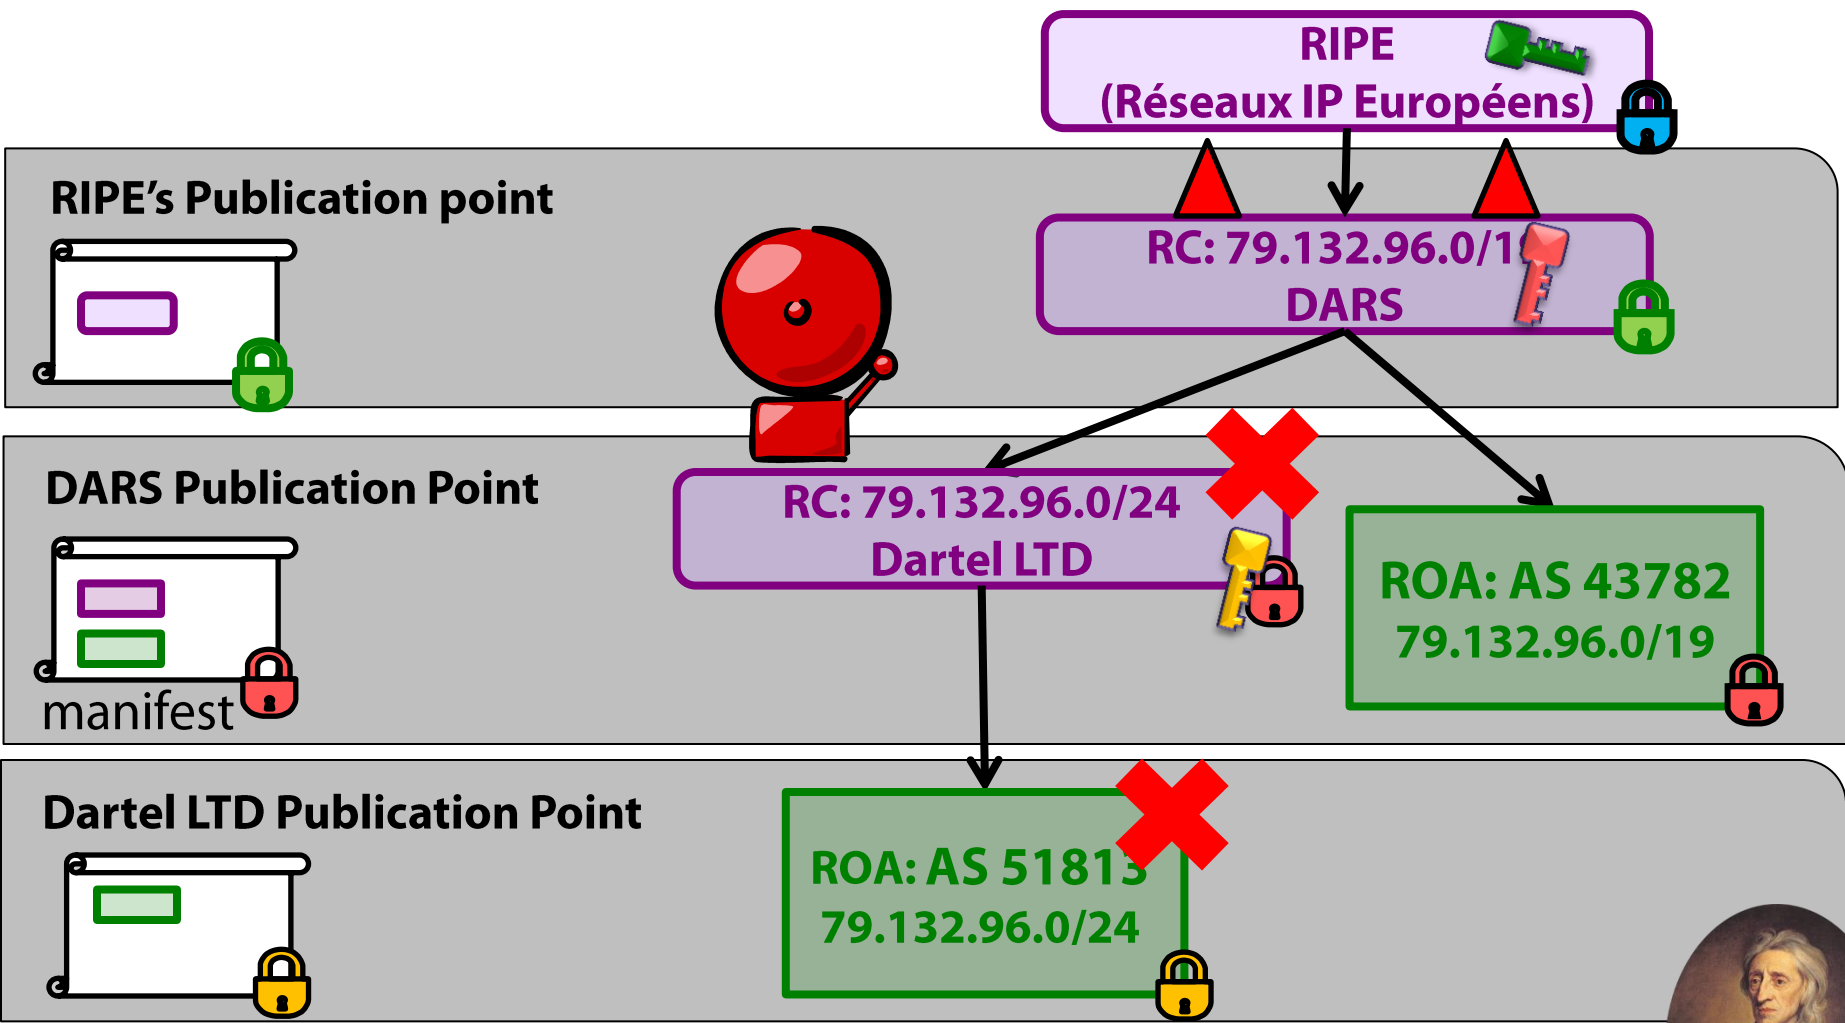 RIPE
(Réseaux IP Européens)
RIPE's Publication point
RC: 79.132.96.0/19
DARS
DARS Publication Point
manifest
RC: 79.132.96.0/24
Dartel LTD
ROA: AS 43782
79.132.96.0/19
Dartel LTD Publication Point
ROA: AS 51813
79.132.96.0/24